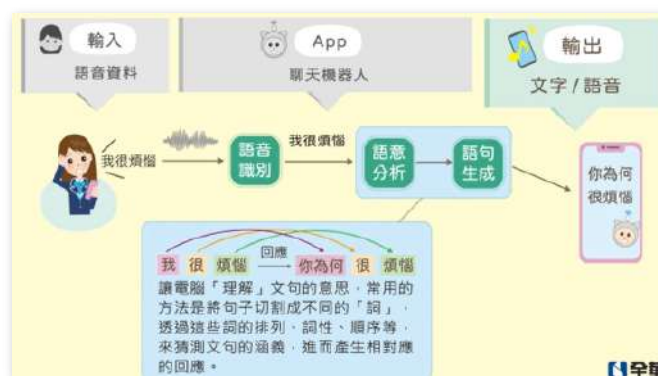 輸入
語音資料
App
聊天機器人
輸出
文字/語音
我很煩惱
語音
識別
我很煩惱
語意
分析
語句
生成
你為何
很煩惱
我 很 煩惱 回應 你為何 很 煩惱
讓電腦「理解」文句的意思,常用的
方法是將句子切割成不同的「詞」,
透過這些詞的排列、詞性、順序等,
來猜測文句的涵義,進而產生相對應
的回應。
全華